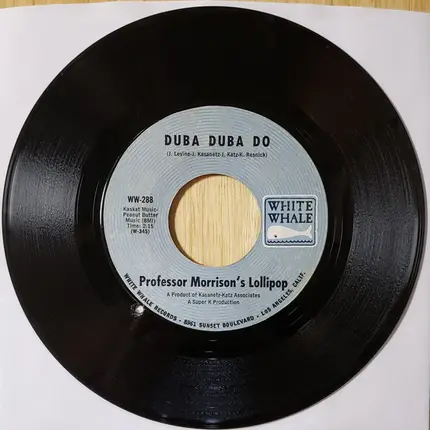 DUBA DUBA DO
(J. Levine-J. Kasenetz-J. Katz-K. Resnick)
WW-288
Kaskat Music-
Peanut Butter
Music (BMI)
Time: 2:15
(W-345)
WHITE
WHALE
Professor Morrison's Lollipop
A Product of Kasenetz-Katz Associates
A Super K Production
WHITE WHALE RECORDS - 8961 SUNSET BOULEVARD - LOS ANGELES, CALIF.